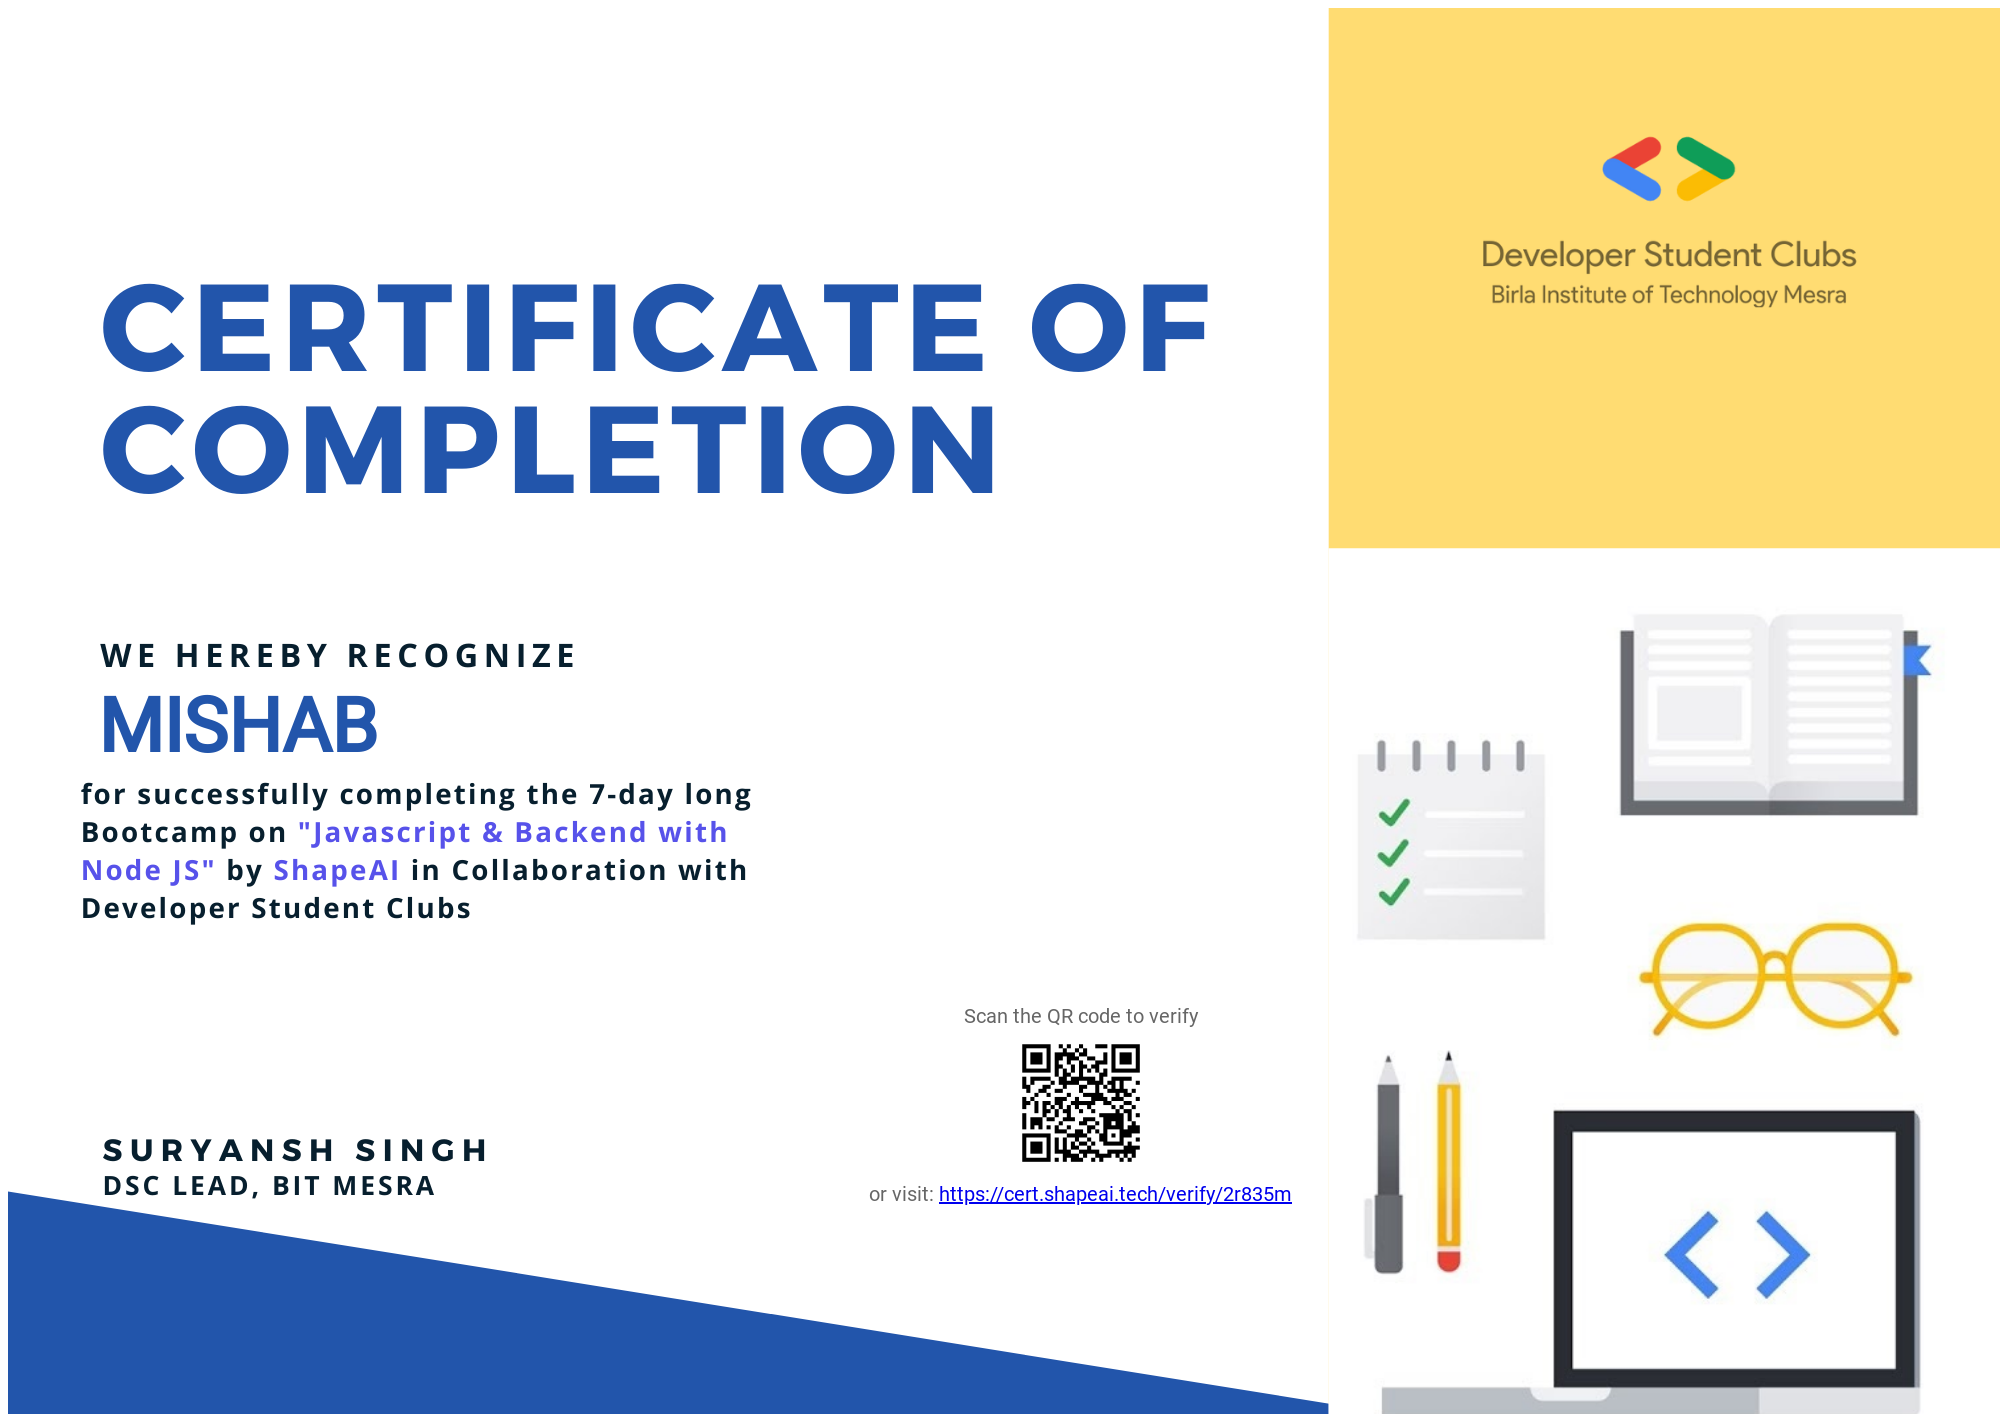 CERTIFICATE OF
COMPLETION
WE HEREBY RECOGNIZE
MISHAB
for successfully completing the 7-day long
Bootcamp on "Javascript & Backend with
Node JS" by ShapeAI in Collaboration with
Developer Student Clubs
SURYANSH SINGH
DSC LEAD, BIT MESRA
Scan the QR code to verify
or visit: https://cert.shapeai.tech/verify/2r835m
Developer Student Clubs
Birla Institute of Technology Mesra